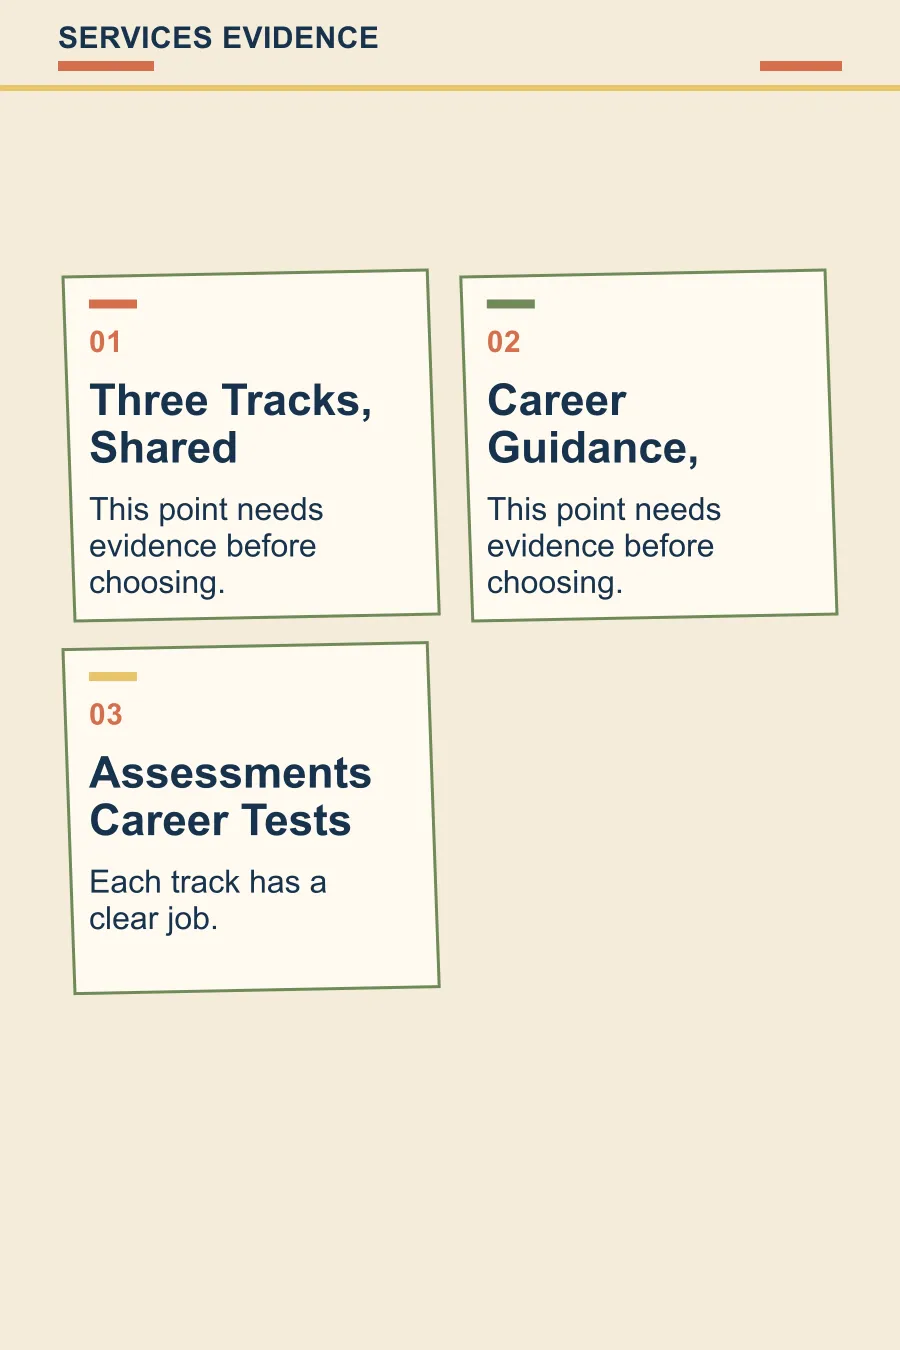 SERVICES EVIDENCE
01
Three Tracks,
Shared
This point needs
evidence before
choosing.
02
Career
Guidance,
This point needs
evidence before
choosing.
03
Assessments
Career Tests
Each track has a
clear job.